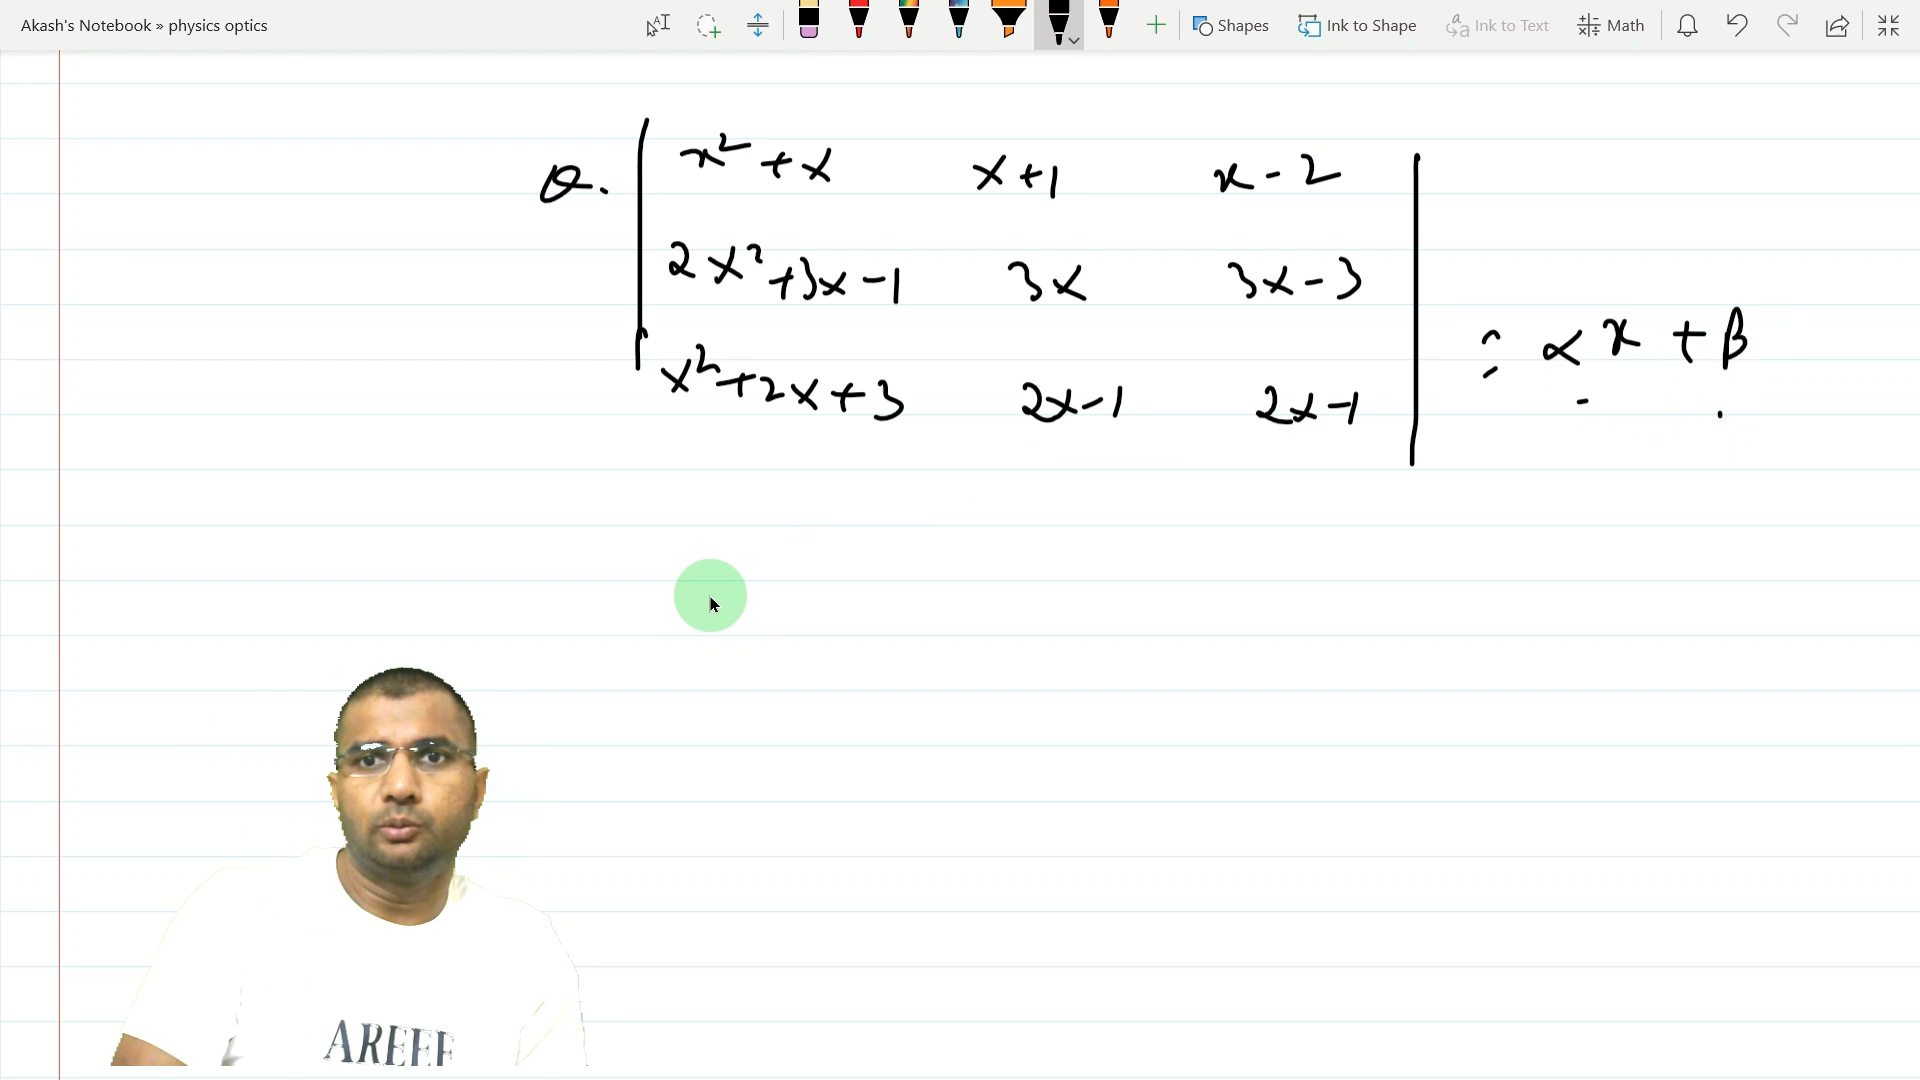 Akash's Notebook » physics optics
Shapes
Ink to Shape
Ink to Text
Math
Q. x² + x x + 1 x - 2
2x² + 3x - 1 3x 3x - 3
= αx + β
x² + 2x + 3 2x - 1 2x - 1
AREEF